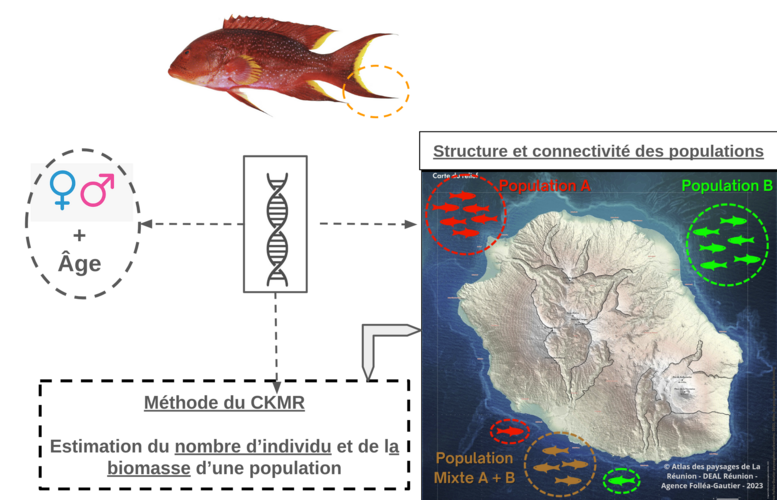 Structure et connectivité des populations
Carte du relief
Population A
Population B
♀♂
+
Âge
Méthode du CKMR
Estimation du nombre d'individu et de la
biomasse d'une population
Population
Mixte A + B
© Atlas des paysages de La
Réunion - DEAL Réunion -
Agence Folléa-Gautier - 2023